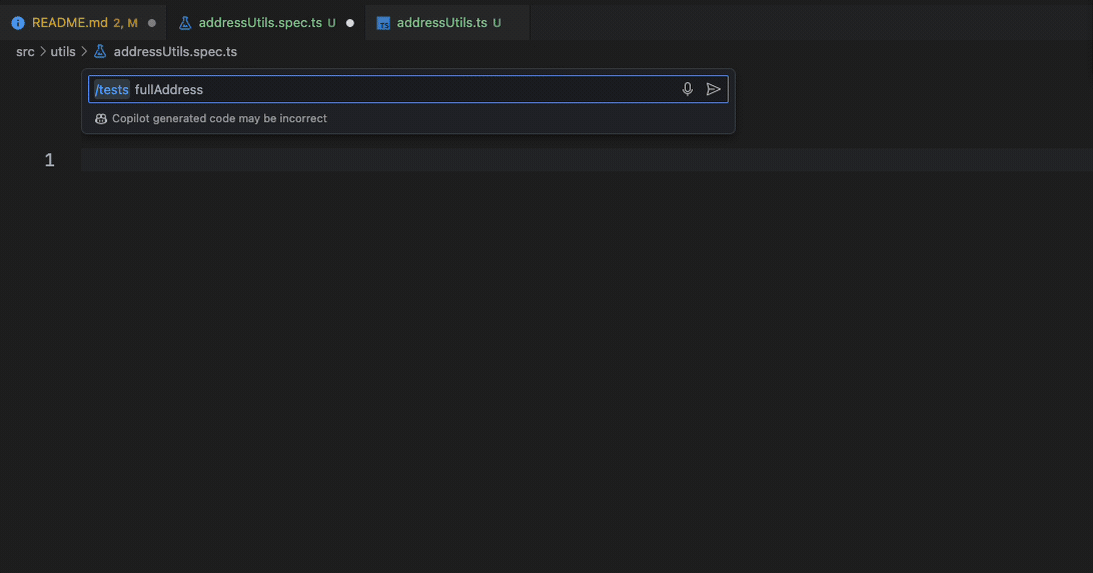 README.md 2, M addressUtils.spec.ts U TS addressUtils.ts U
src > utils > addressUtils.spec.ts
/tests fullAddress
Copilot generated code may be incorrect
1